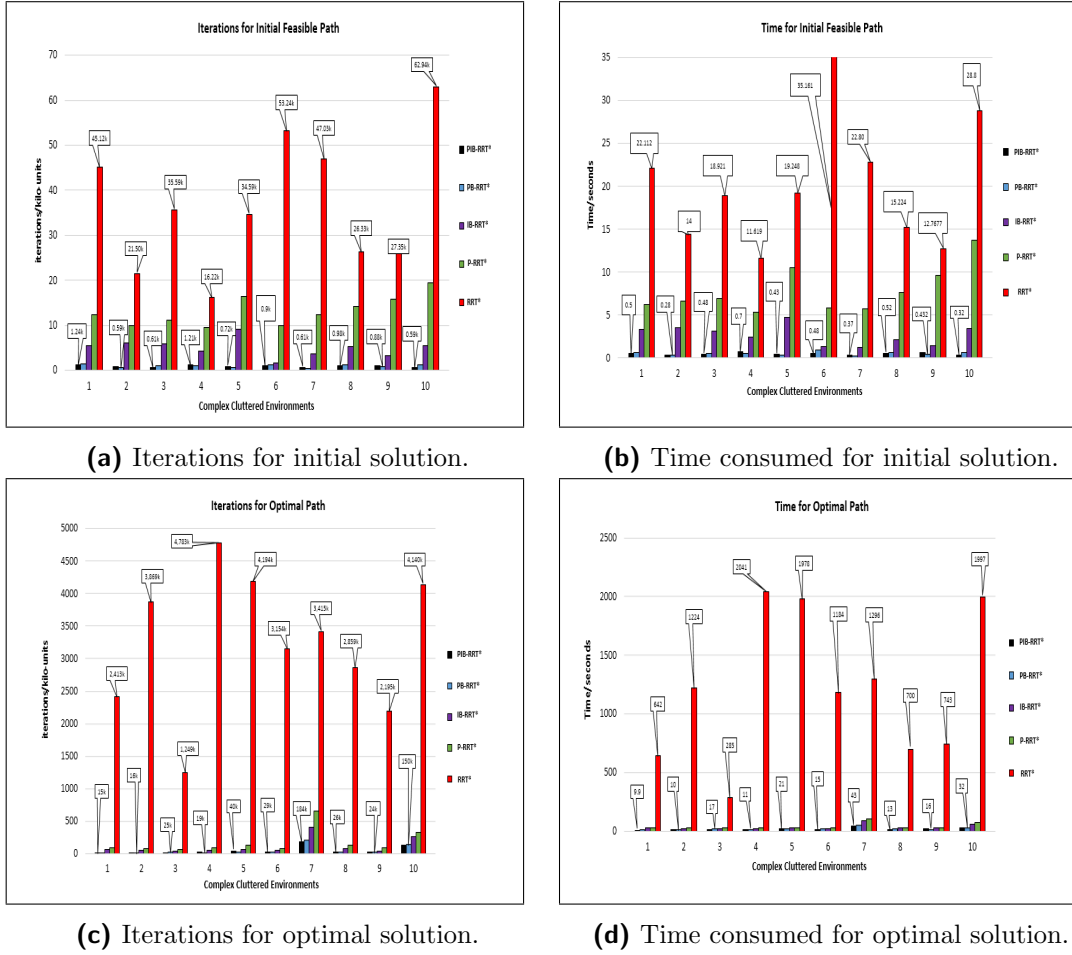 Iterations for Initial Feasible Path
iterations/kilo-units
70
60
50
40
30
20
10
0
1.24k
45.12k
0.59k
21.50k
0.61k
35.59k
1.21k
16.22k
0.72k
34.59k
0.9k
53.24k
0.61k
47.03k
0.98k
26.33k
0.88k
27.35k
0.59k
62.94k
1 2 3 4 5 6 7 8 9 10
Complex Cluttered Environments
PIB-RRT*
PB-RRT*
IB-RRT*
P-RRT*
RRT*
(a) Iterations for initial solution.
Time for Initial Feasible Path
Time/seconds
35
30
25
20
15
10
5
0
0.5
22.112
0.28
14
0.48
18.921
0.7
11.619
0.43
19.248
0.48
35.161
0.37
22.80
0.52
15.224
0.432
12.7677
0.32
28.8
1 2 3 4 5 6 7 8 9 10
Complex Cluttered Environments
PIB-RRT*
PB-RRT*
IB-RRT*
P-RRT*
RRT*
(b) Time consumed for initial solution.
Iterations for Optimal Path
iterations/kilo-units
5000
4500
4000
3500
3000
2500
2000
1500
1000
500
0
15k
2,413k
16k
3,869k
25k
1,249k
19k
4,783k
40k
4,194k
29k
3,154k
184k
3,415k
26k
2,859k
24k
2,195k
150k
4,140k
1 2 3 4 5 6 7 8 9 10
Complex Cluttered Environments
PIB-RRT*
PB-RRT*
IB-RRT*
P-RRT*
RRT*
(c) Iterations for optimal solution.
Time for Optimal Path
Time/seconds
2500
2000
1500
1000
500
0
9.9
642
10
1224
17
285
11
2041
21
1978
15
1184
43
1296
13
700
16
743
32
1997
1 2 3 4 5 6 7 8 9 10
Complex Cluttered Environments
PIB-RRT*
PB-RRT*
IB-RRT*
P-RRT*
RRT*
(d) Time consumed for optimal solution.